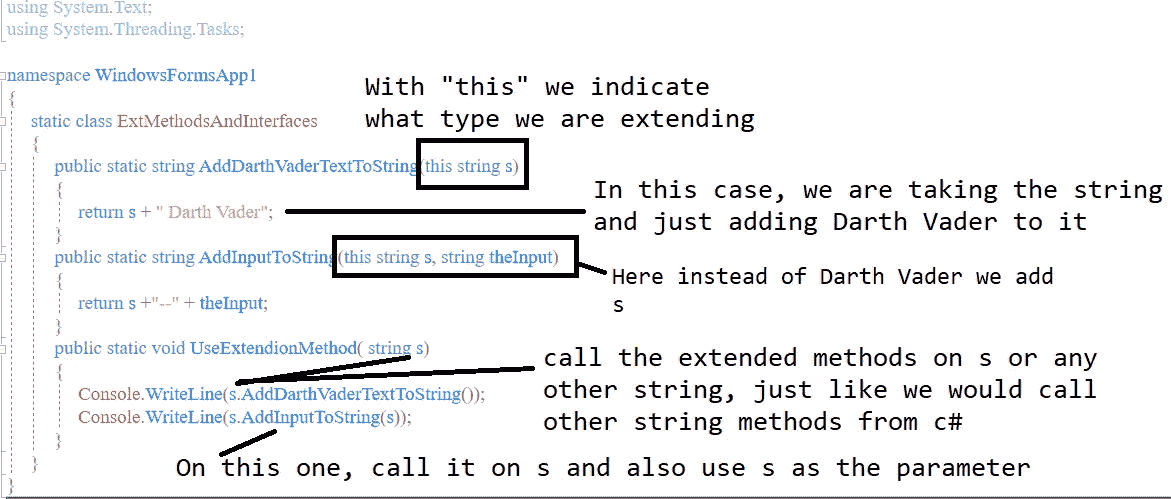 using System.Text;
using System.Threading.Tasks;
namespace WindowsFormsApp1
{
With "this" we indicate
what type we are extending
static class ExtMethodsAndInterfaces
{
public static string AddDarthVaderTextToString(this string s)
{
In this case, we are taking the string
and just adding Darth Vader to it
return s + " Darth Vader";
}
public static string AddInputToString(this string s, string theInput)
{
Here instead of Darth Vader we add
s
return s +"--" + theInput;
}
public static void UseExtendionMethod( string s)
{
call the extended methods on s or any
other string, just like we would call
other string methods from c#
Console.WriteLine(s.AddDarthVaderTextToString());
Console.WriteLine(s.AddInputToString(s));
}
On this one, call it on s and also use s as the parameter
}
}